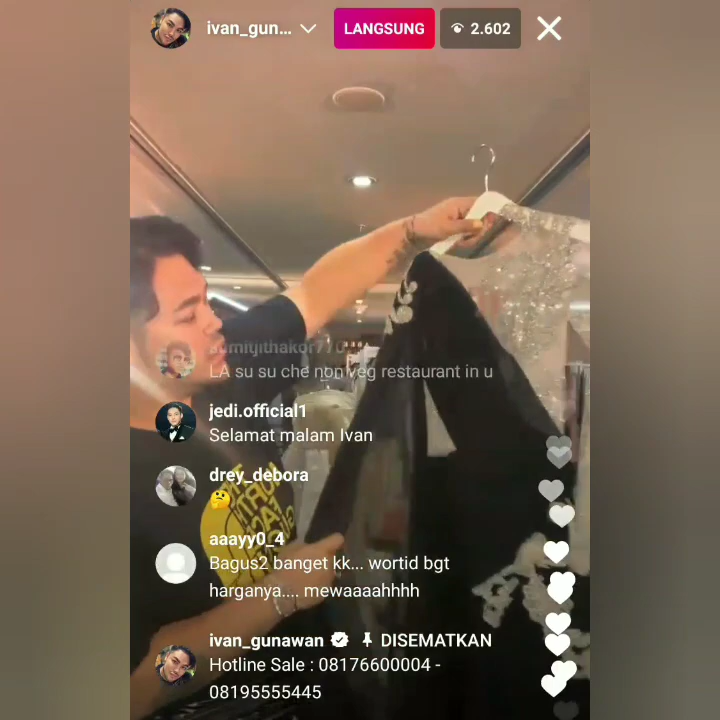 ivan_gun...
LANGSUNG
2.602
LA su su che non veg restaurant in u
jedi.official1
Selamat malam Ivan
drey_debora
aaayy0_4
Bagus2 banget kk... wortid bgt
harganya.... mewaaaahhhh
ivan_gunawan DISEMATKAN
Hotline Sale : 08176600004 -
08195555445